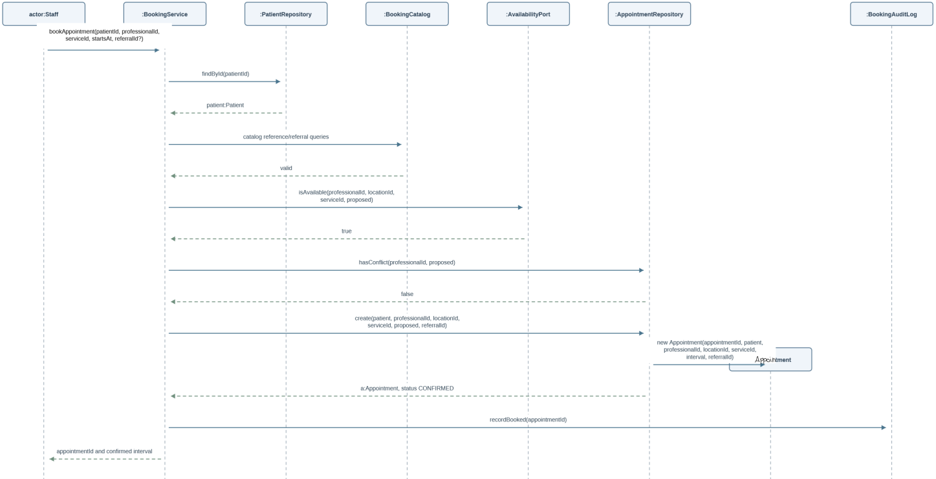 actor:Staff
:BookingService
:PatientRepository
:BookingCatalog
:AvailabilityPort
:AppointmentRepository
:BookingAuditLog
bookAppointment(patientId, professionalId,
serviceId, startsAt, referralId?)
findById(patientId)
patient:Patient
catalog reference/referral queries
valid
isAvailable(professionalId, locationId,
serviceId, proposed)
true
hasConflict(professionalId, proposed)
false
create(patient, professionalId, locationId,
serviceId, proposed, referralId)
new Appointment(appointmentId, patient,
professionalId, locationId, serviceId,
interval, referralId)
a:Appointment, status CONFIRMED
recordBooked(appointmentId)
appointmentId and confirmed interval